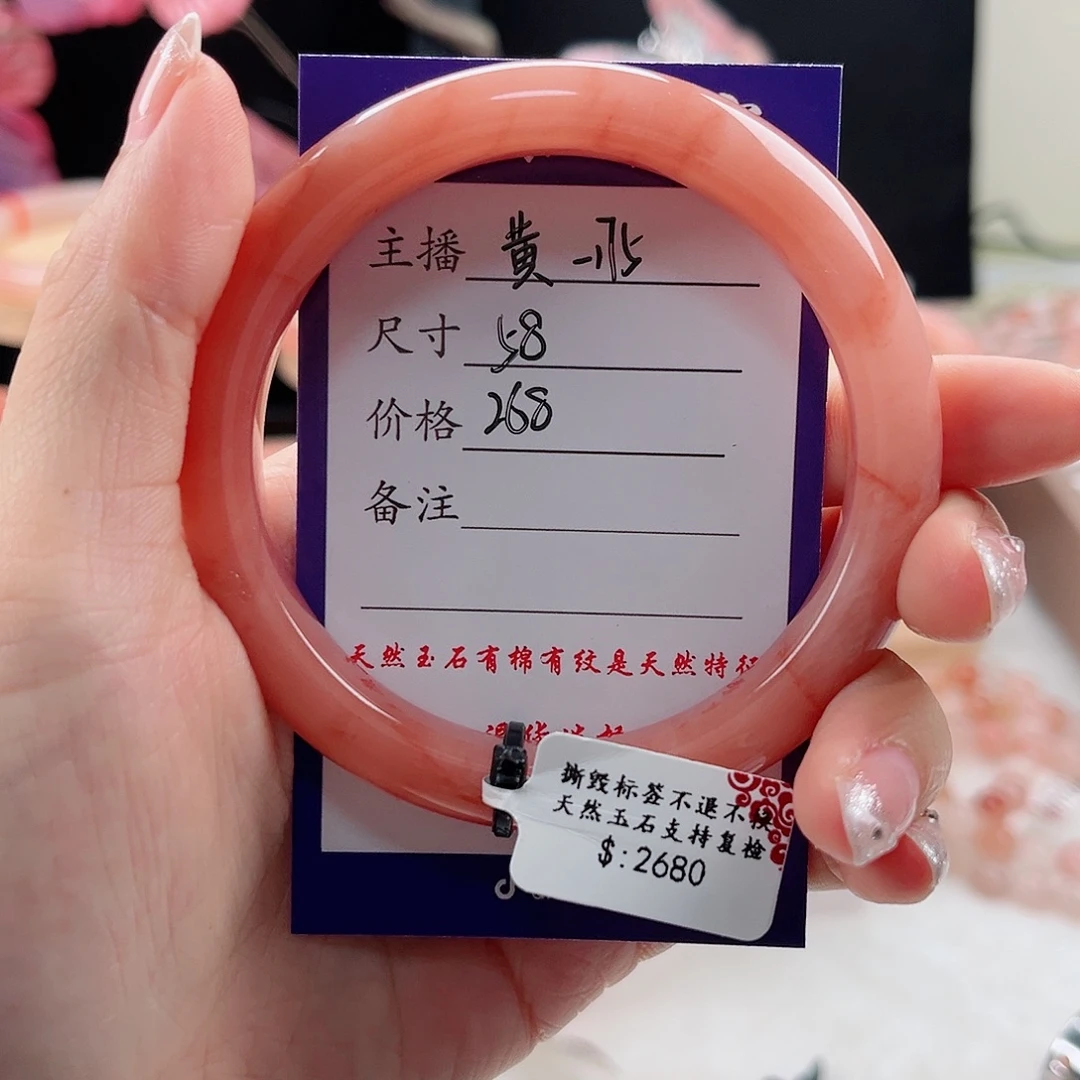 主播 黄
尺寸 58
价格 268
备注
天然玉石有棉有纹是天然特征
撕毁标签不退不换
天然玉石支持复检
$:2680